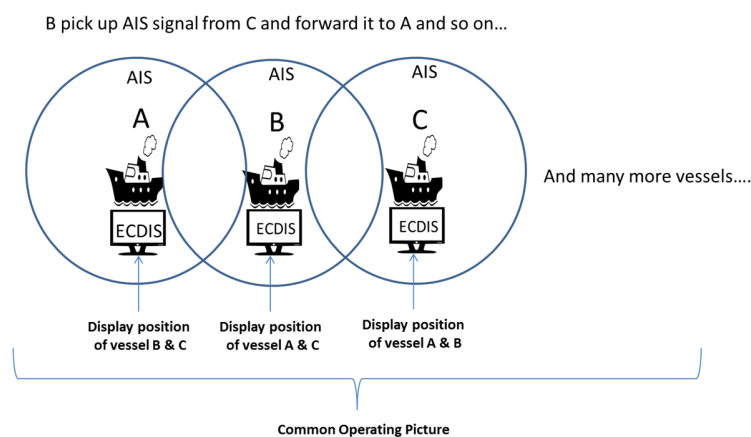 B pick up AIS signal from C and forward it to A and so on…
AIS
AIS
AIS
A
B
C
And many more vessels….
ECDIS
ECDIS
ECDIS
Display position
of vessel B & C
Display position
of vessel A & C
Display position
of vessel A & B
Common Operating Picture